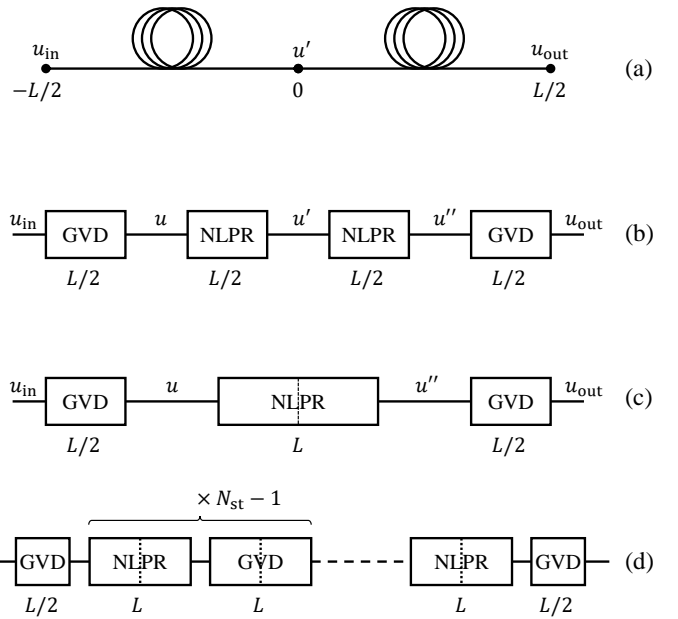 u_in u' u_out
−L/2 0 L/2 (a)
u_in GVD u NLPR u' NLPR u'' GVD u_out (b)
L/2 L/2 L/2 L/2
u_in GVD u NLPR u'' GVD u_out (c)
L/2 L L/2
× N_st − 1
GVD NLPR GVD NLPR GVD (d)
L/2 L L L L/2